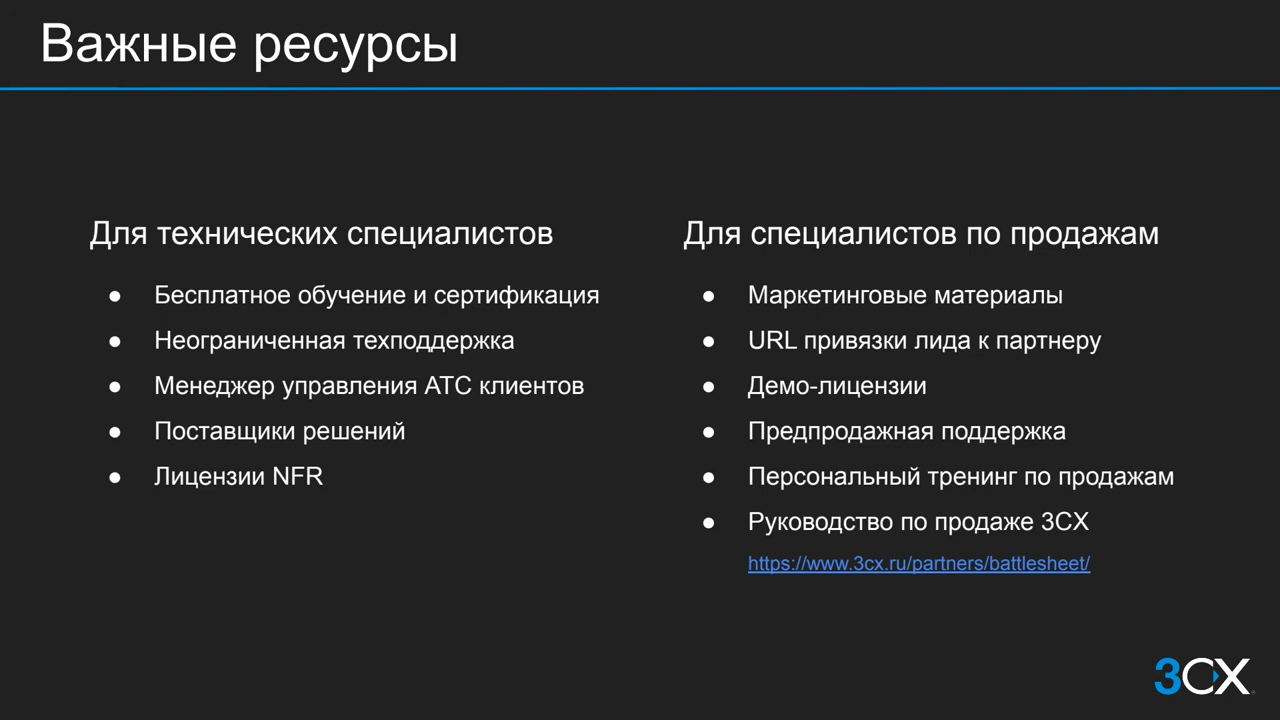 Важные ресурсы
Для технических специалистов
● Бесплатное обучение и сертификация
● Неограниченная техподдержка
● Менеджер управления АТС клиентов
● Поставщики решений
● Лицензии NFR
Для специалистов по продажам
● Маркетинговые материалы
● URL привязки лида к партнеру
● Демо-лицензии
● Предпродажная поддержка
● Персональный тренинг по продажам
● Руководство по продаже 3CX
https://www.3cx.ru/partners/battlesheet/
3CX